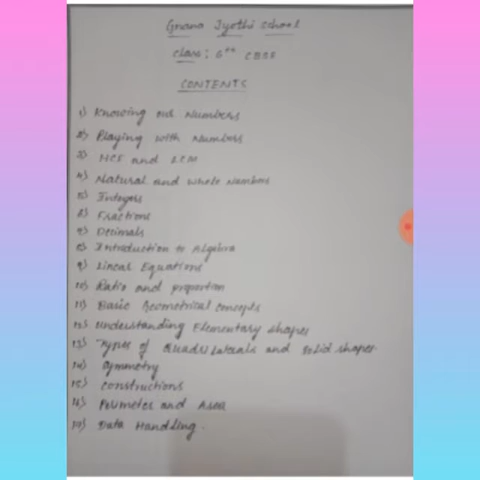 Gnana Jyothi School
Class: 6th CBSE
CONTENTS
1) Knowing our Numbers
2) Playing with Numbers
3) HCF and LCM
4) Natural and whole Numbers
5) Integers
6) Fractions
7) Decimals
8) Introduction to Algebra
9) Linear Equations
10) Ratio and proportion
11) Basic Geometrical concepts
12) Understanding Elementary shapes
13) Types of Quadrilaterals and solid shapes
14) Symmetry
15) Constructions
16) Perimeter and Area
17) Data Handling.